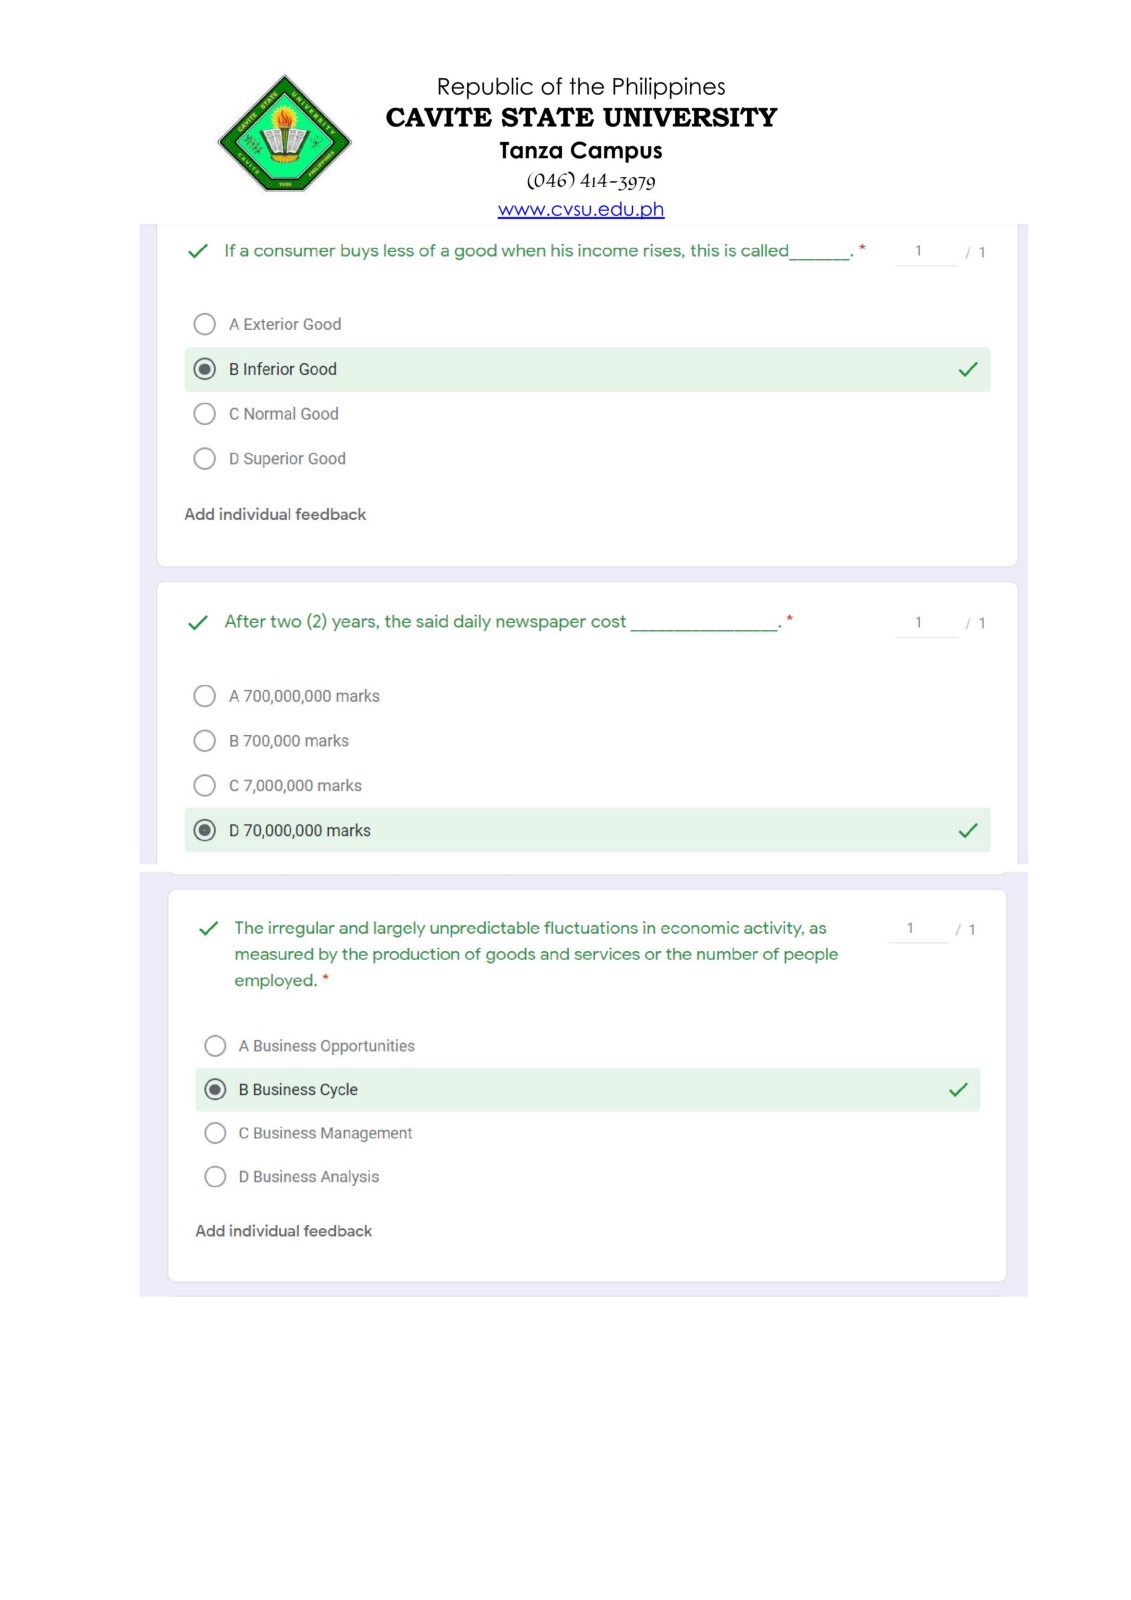 CAVITE STATE UNIVERSITY
CAVITE
PHILIPPINES
1906
Republic of the Philippines
CAVITE STATE UNIVERSITY
Tanza Campus
(046) 414-3979
www.cvsu.edu.ph
If a consumer buys less of a good when his income rises, this is called_______. * 1 / 1
A Exterior Good
B Inferior Good
C Normal Good
D Superior Good
Add individual feedback
After two (2) years, the said daily newspaper cost _________________. * 1 / 1
A 700,000,000 marks
B 700,000 marks
C 7,000,000 marks
D 70,000,000 marks
The irregular and largely unpredictable fluctuations in economic activity, as 1 / 1
measured by the production of goods and services or the number of people
employed. *
A Business Opportunities
B Business Cycle
C Business Management
D Business Analysis
Add individual feedback